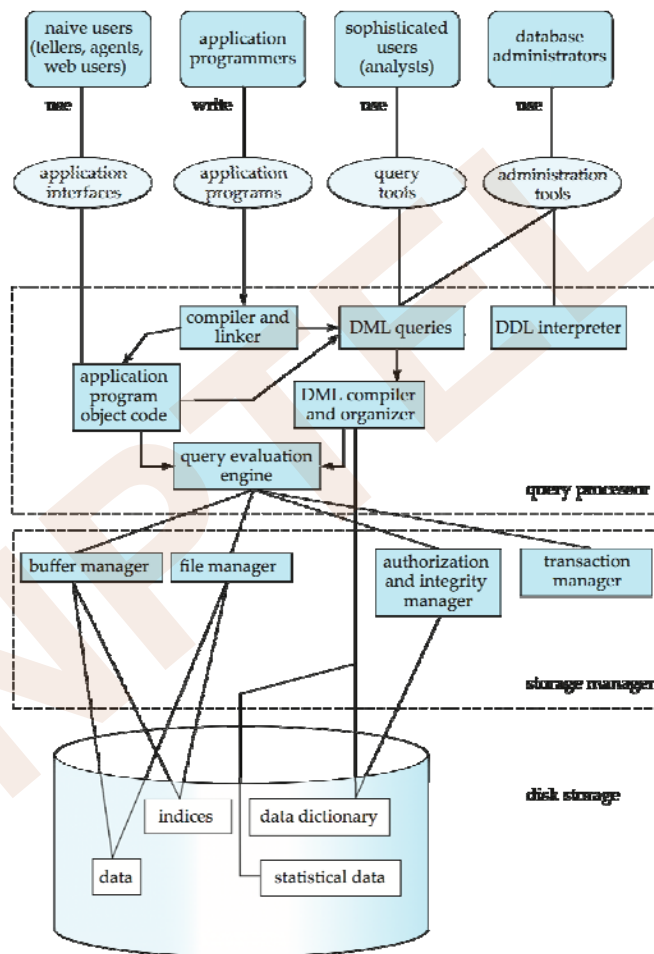 naive users
(tellers, agents,
web users)
application
programmers
sophisticated
users
(analysts)
database
administrators
use
write
use
use
application
interfaces
application
programs
query
tools
administration
tools
compiler and
linker
DML queries
DDL interpreter
application
program
object code
DML compiler
and organizer
query evaluation
engine
query processor
buffer manager
file manager
authorization
and integrity
manager
transaction
manager
storage manager
disk storage
indices
data dictionary
data
statistical data
NPTEL